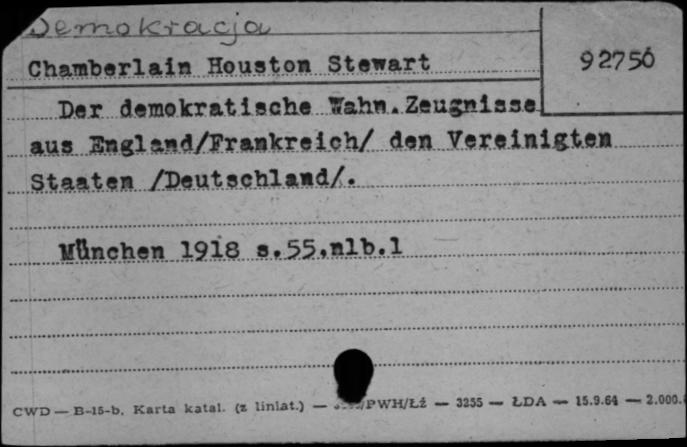 Demokracja
Chamberlain Houston Stewart
92756
Der demokratische Wahn.Zeugnisse
aus England/Frankreich/ den Vereinigten
Staaten /Deutschland/.
München 1918 s.55.nlb.1
CWD — B-15-b. Karta katal. (z liniat.) — /PWH/Łź — 3255 — ŁDA — 15.9.64 — 2.000.